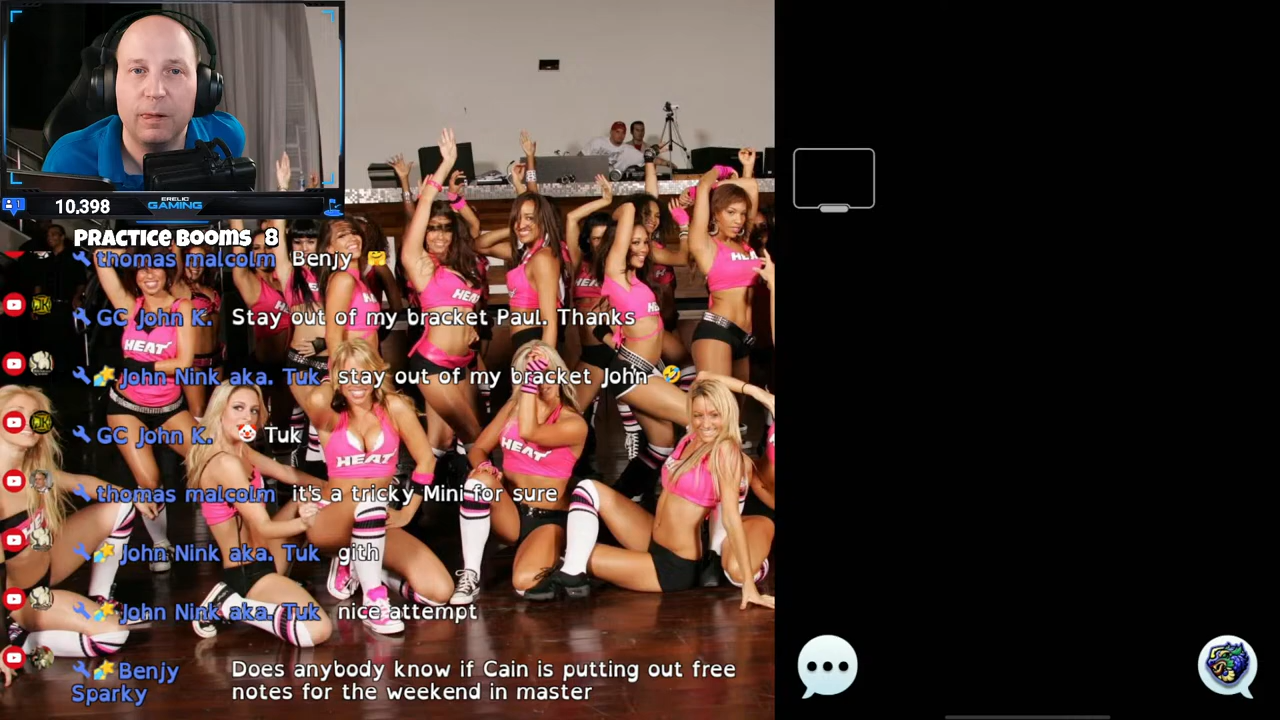 10,398
ERELIC
GAMING
PRACTICE BOOMS 8
thomas malcolm Benjy
GC John K. Stay out of my bracket Paul. Thanks
John Nink aka. Tuk stay out of my bracket John
GC John K. Tuk
thomas malcolm it's a tricky Mini for sure
John Nink aka. Tuk gith
John Nink aka. Tuk nice attempt
Benjy Sparky Does anybody know if Cain is putting out free
notes for the weekend in master
HEAT
HEAT
HEAT
HEAT
HEAT